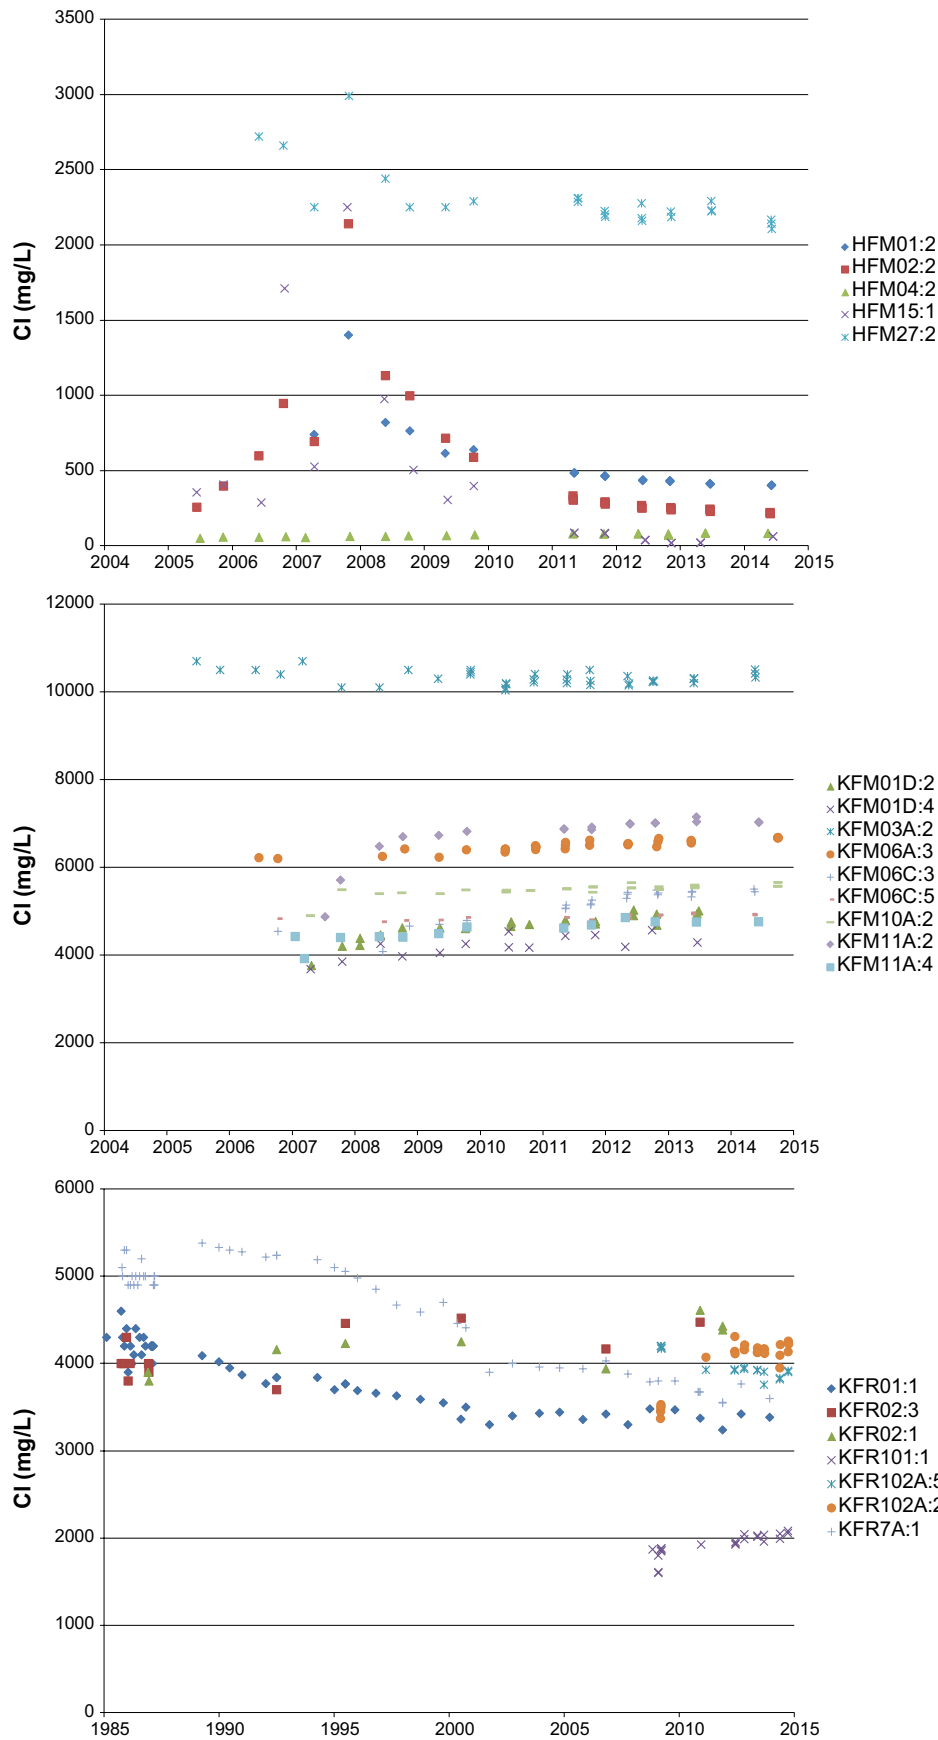 3500
3000
2500
2000
1500
1000
500
0
Cl (mg/L)
2004 2005 2006 2007 2008 2009 2010 2011 2012 2013 2014 2015
HFM01:2
HFM02:2
HFM04:2
HFM15:1
HFM27:2
12000
10000
8000
6000
4000
2000
0
Cl (mg/L)
2004 2005 2006 2007 2008 2009 2010 2011 2012 2013 2014 2015
KFM01D:2
KFM01D:4
KFM03A:2
KFM06A:3
KFM06C:3
KFM06C:5
KFM10A:2
KFM11A:2
KFM11A:4
6000
5000
4000
3000
2000
1000
0
Cl (mg/L)
1985 1990 1995 2000 2005 2010 2015
KFR01:1
KFR02:3
KFR02:1
KFR101:1
KFR102A:5
KFR102A:2
KFR7A:1